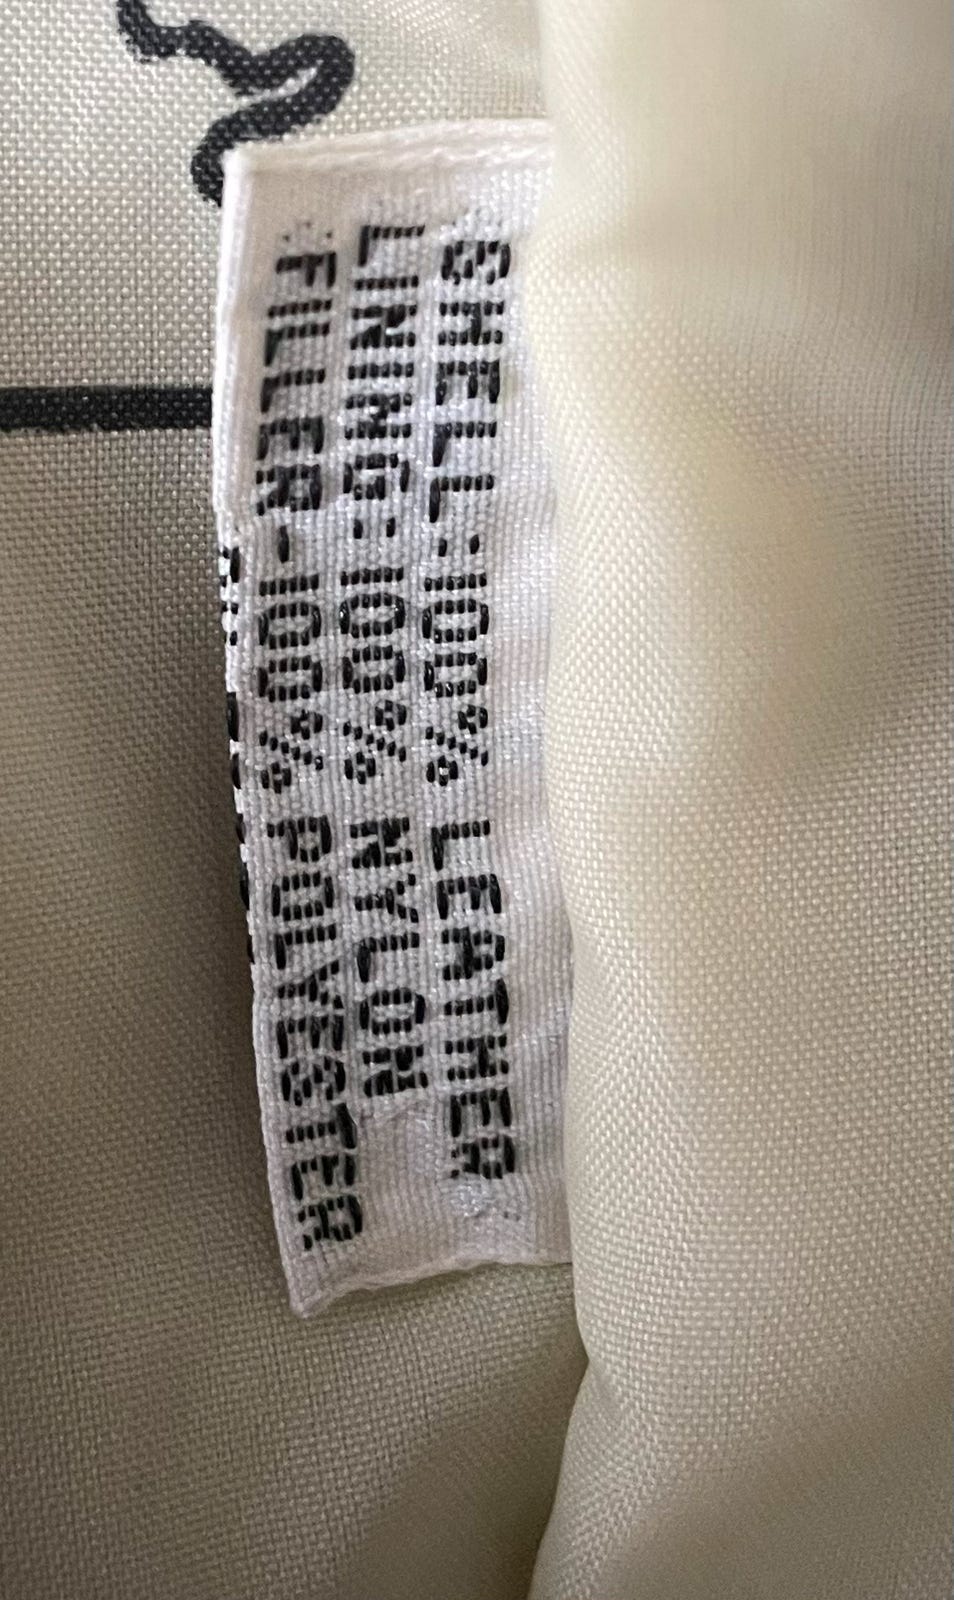 SHELL:100% LEATHER
LINING=100% NYLON
FILLER-100% POLYESTER